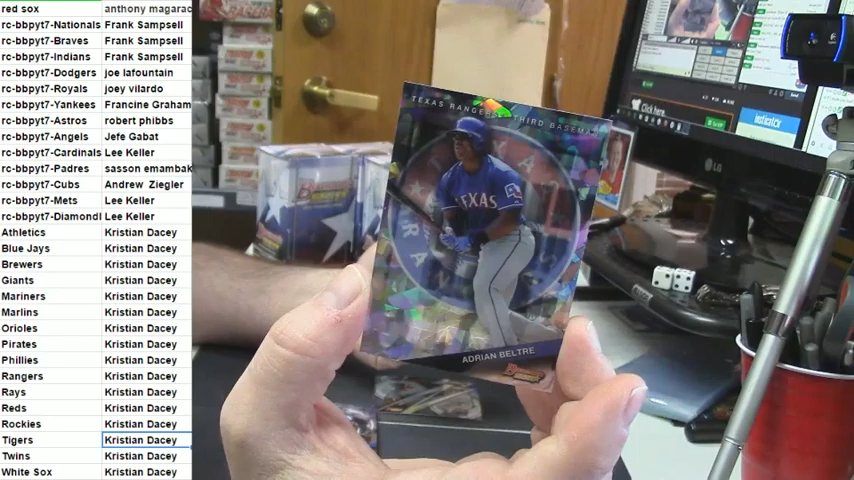 red sox anthony magarac
rc-bbpyt7-Nationals Frank Sampsell
rc-bbpyt7-Braves Frank Sampsell
rc-bbpyt7-Indians Frank Sampsell
rc-bbpyt7-Dodgers joe lafountain
rc-bbpyt7-Royals joey vilardo
rc-bbpyt7-Yankees Francine Graham
rc-bbpyt7-Astros robert phibbs
rc-bbpyt7-Angels Jefe Gabat
rc-bbpyt7-Cardinals Lee Keller
rc-bbpyt7-Padres sasson emambak
rc-bbpyt7-Cubs Andrew Ziegler
rc-bbpyt7-Mets Lee Keller
rc-bbpyt7-Diamondl Lee Keller
Athletics Kristian Dacey
Blue Jays Kristian Dacey
Brewers Kristian Dacey
Giants Kristian Dacey
Mariners Kristian Dacey
Marlins Kristian Dacey
Orioles Kristian Dacey
Pirates Kristian Dacey
Phillies Kristian Dacey
Rangers Kristian Dacey
Rays Kristian Dacey
Reds Kristian Dacey
Rockies Kristian Dacey
Tigers Kristian Dacey
Twins Kristian Dacey
White Sox Kristian Dacey
TEXAS RANGERS THIRD BASEMA
TEXAS
ADRIAN BELTRE
Click here
LG
logitech